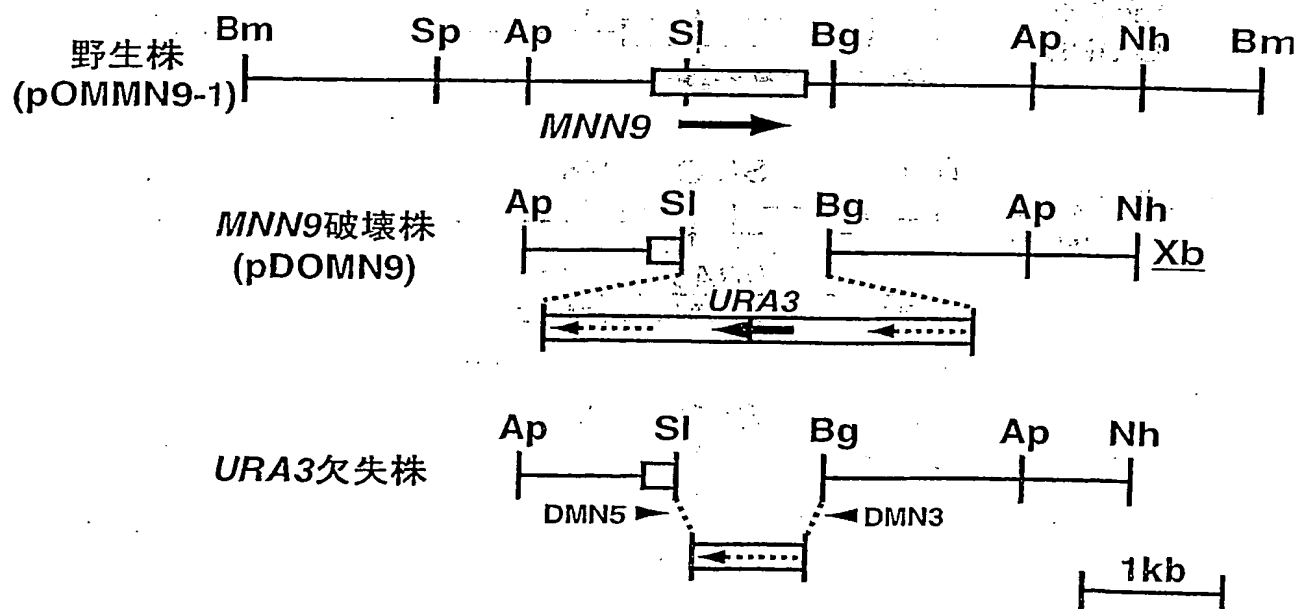 Bm Sp Ap Sl Bg Ap Nh Bm
野生株
(pOMMN9-1)
MNN9
Ap Sl Bg Ap Nh
MNN9破壊株
(pDOMN9)
Xb
URA3
Ap Sl Bg Ap Nh
URA3欠失株
DMN5 DMN3
1kb